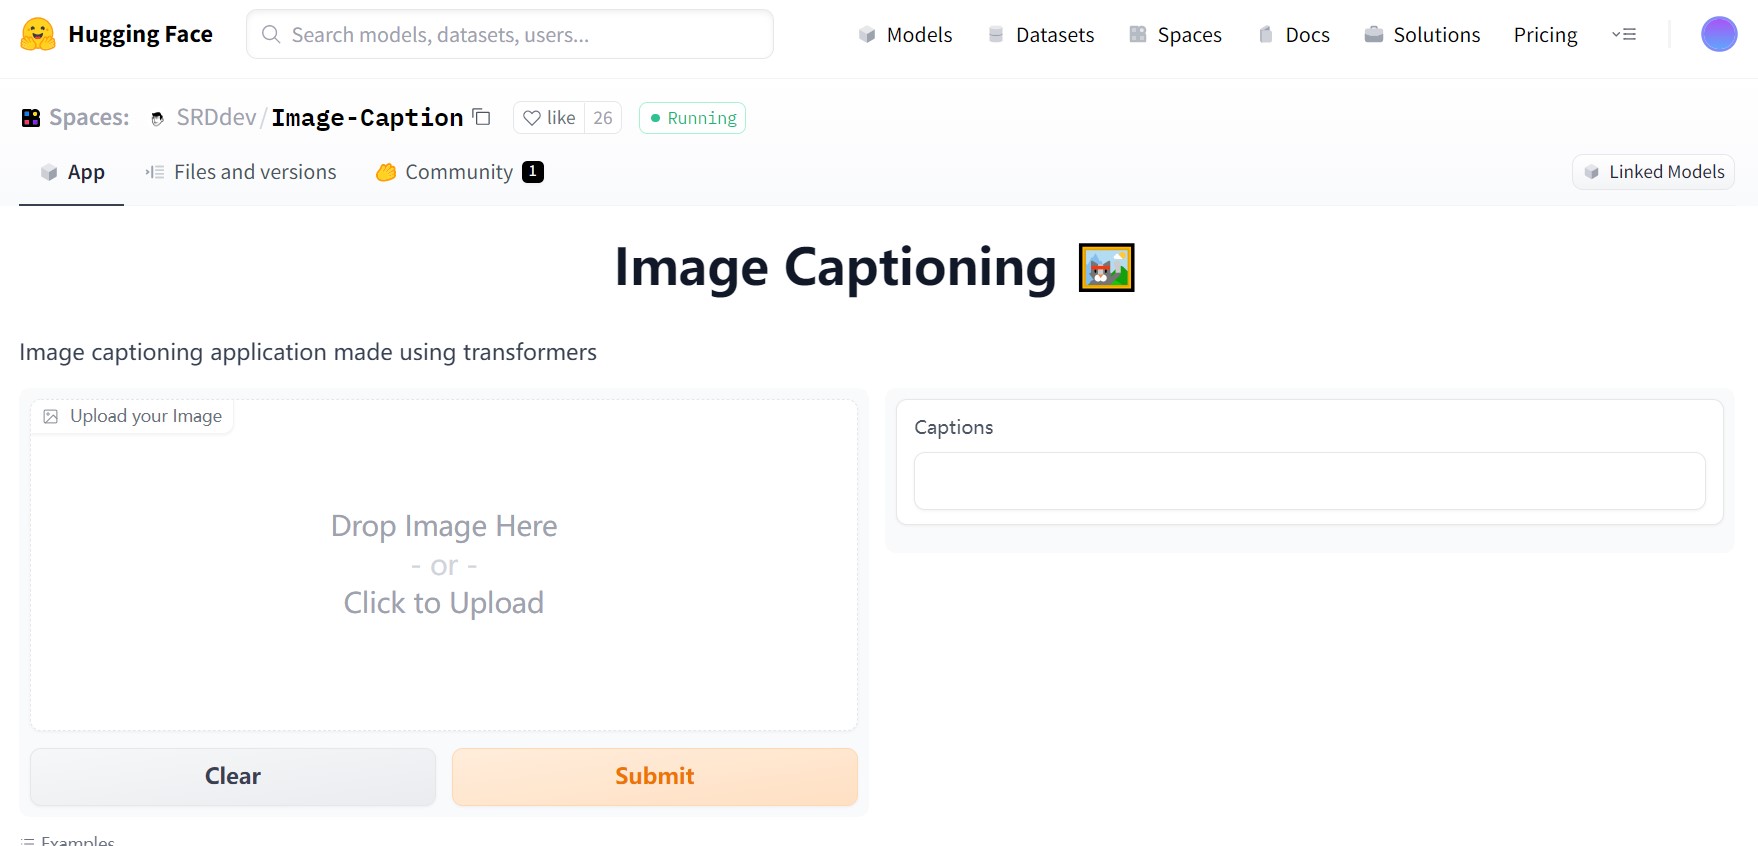 Hugging Face
Search models, datasets, users...
Models
Datasets
Spaces
Docs
Solutions
Pricing
Spaces:
SRDdev/Image-Caption
like 26
Running
App
Files and versions
Community 1
Linked Models
Image Captioning
Image captioning application made using transformers
Upload your Image
Drop Image Here
- or -
Click to Upload
Clear
Submit
Captions
Examples